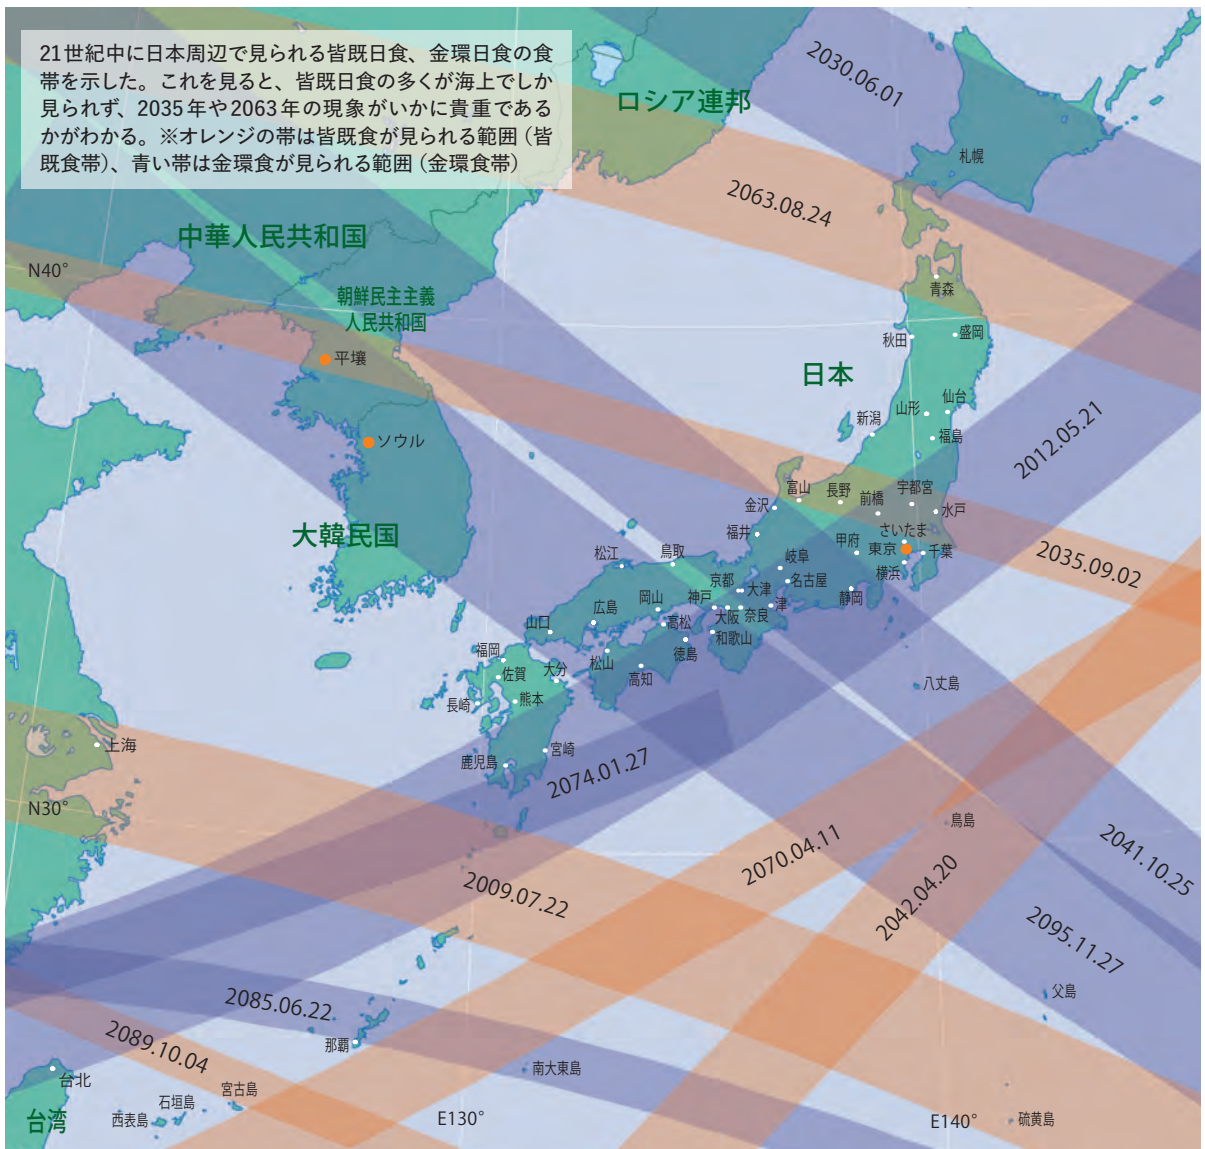 21世紀中に日本周辺で見られる皆既日食、金環日食の食
帯を示した。これを見ると、皆既日食の多くが海上でしか
見られず、2035年や2063年の現象がいかに貴重である
かがわかる。※オレンジの帯は皆既食が見られる範囲（皆
既食帯）、青い帯は金環食が見られる範囲（金環食帯）
2030.06.01
ロシア連邦
札幌
2063.08.24
中華人民共和国
N40°
青森
朝鮮民主主義
人民共和国
秋田
盛岡
平壌
日本
山形
仙台
新潟
福島
2012.05.21
ソウル
富山
長野
前橋
宇都宮
金沢
水戸
大韓民国
福井
さいたま
甲府
東京
千葉
2035.09.02
松江
鳥取
岐阜
横浜
京都
大津
名古屋
静岡
岡山
神戸
津
広島
大阪
奈良
山口
高松
和歌山
福岡
徳島
佐賀
大分
松山
高知
八丈島
長崎
熊本
上海
宮崎
鹿児島
2074.01.27
N30°
鳥島
2070.04.11
2041.10.25
2009.07.22
2042.04.20
2095.11.27
父島
2085.06.22
2089.10.04
那覇
南大東島
台北
宮古島
石垣島
西表島
台湾
E130°
E140°
硫黄島